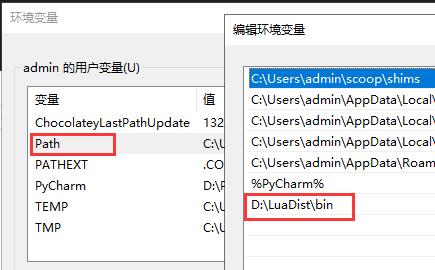 环境变量
admin 的用户变量(U)
变量 值
ChocolateyLastPathUpdate 132
Path C:\U
PATHEXT .CO
PyCharm D:\P
TEMP C:\U
TMP C:\U
编辑环境变量
C:\Users\admin\scoop\shims
C:\Users\admin\AppData\Local\
C:\Users\admin\AppData\Local\
C:\Users\admin\AppData\Local\
C:\Users\admin\AppData\Roam
%PyCharm%
D:\LuaDist\bin